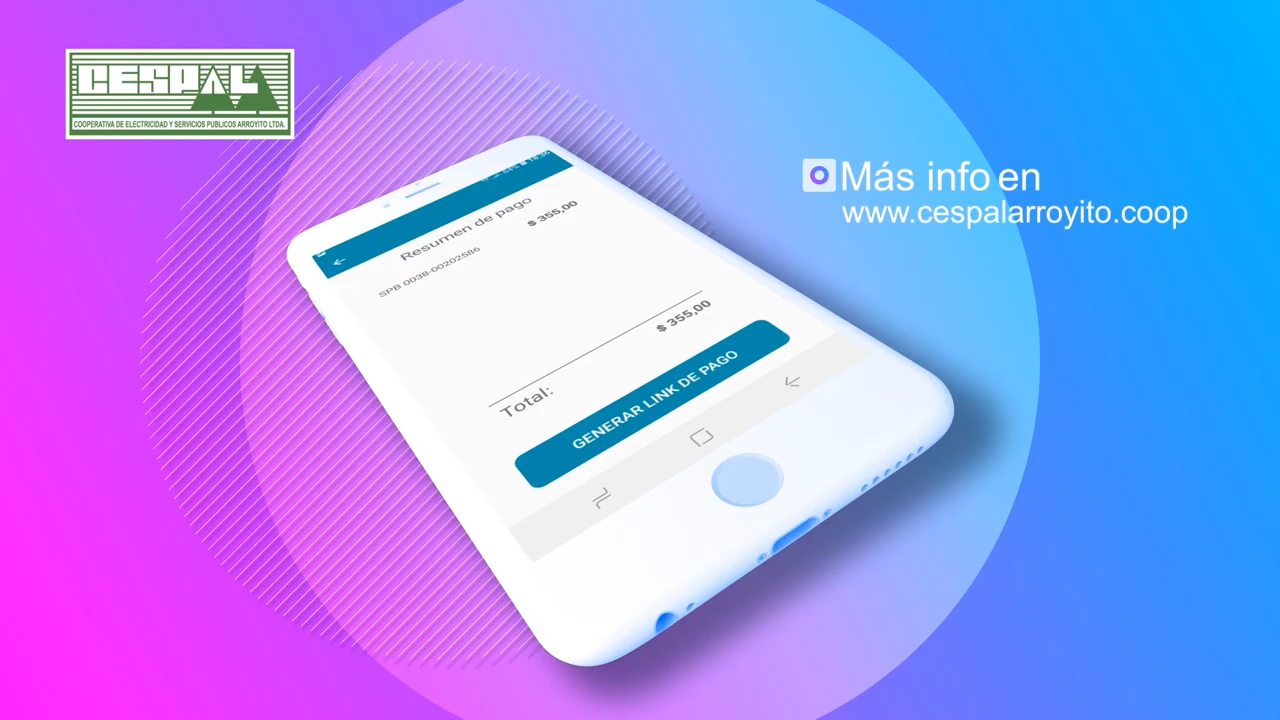 CESPAL
COOPERATIVA DE ELECTRICIDAD Y SERVICIOS PUBLICOS ARROYITO LTDA.
Más info en
www.cespalarroyito.coop
Resumen de pago
SPB 0038-00202586
$ 355,00
Total:
$ 355,00
GENERAR LINK DE PAGO